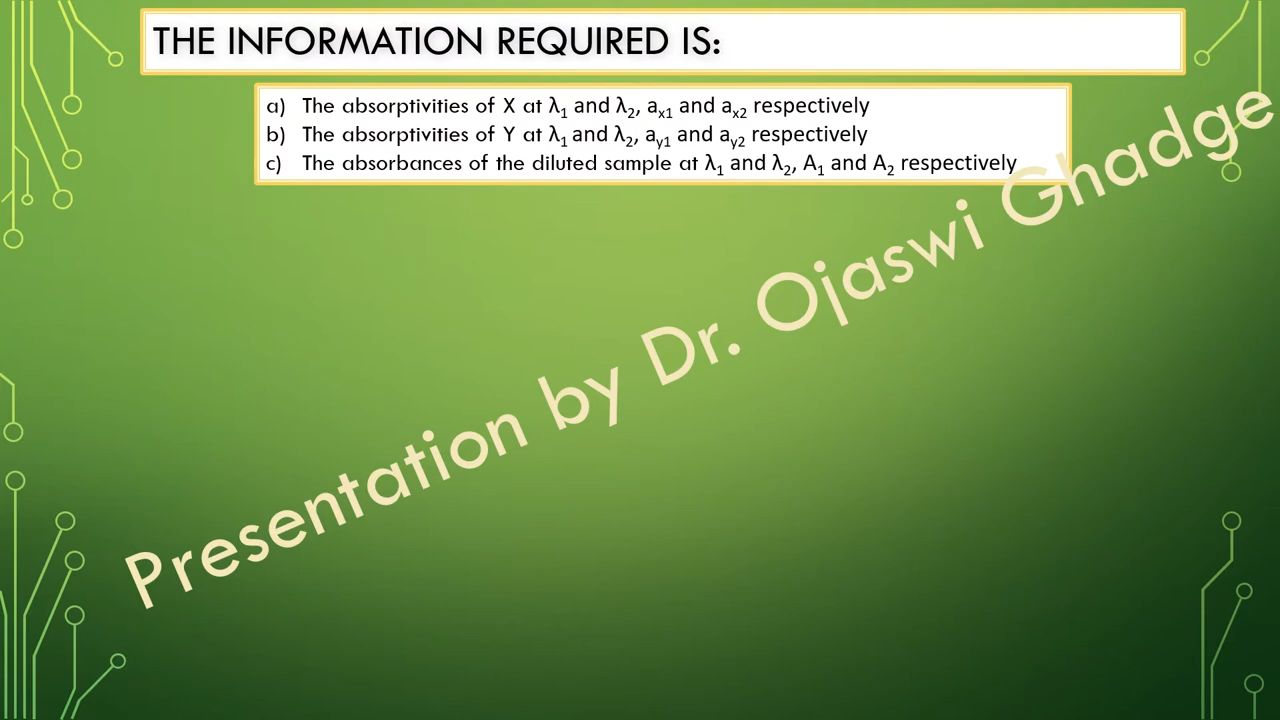 THE INFORMATION REQUIRED IS:
a) The absorptivities of X at λ₁ and λ₂, aₓ₁ and aₓ₂ respectively
b) The absorptivities of Y at λ₁ and λ₂, a_y1 and a_y2 respectively
c) The absorbances of the diluted sample at λ₁ and λ₂, A₁ and A₂ respectively
Presentation by Dr. Ojaswi Ghadge